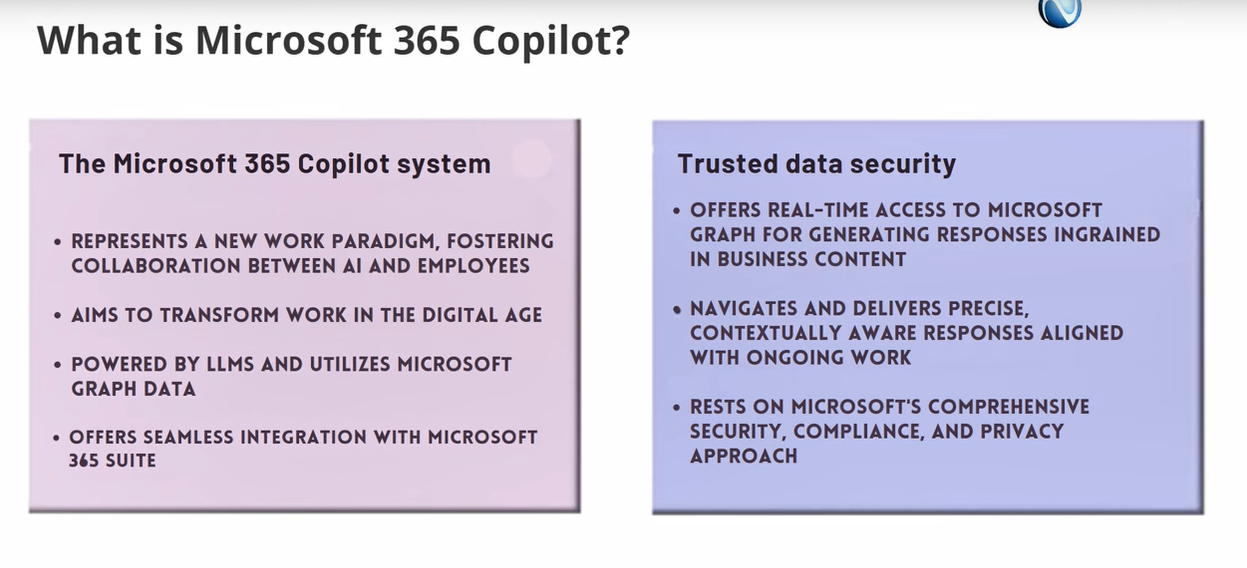 What is Microsoft 365 Copilot?
The Microsoft 365 Copilot system
• REPRESENTS A NEW WORK PARADIGM, FOSTERING
COLLABORATION BETWEEN AI AND EMPLOYEES
• AIMS TO TRANSFORM WORK IN THE DIGITAL AGE
• POWERED BY LLMS AND UTILIZES MICROSOFT
GRAPH DATA
• OFFERS SEAMLESS INTEGRATION WITH MICROSOFT
365 SUITE
Trusted data security
• OFFERS REAL-TIME ACCESS TO MICROSOFT
GRAPH FOR GENERATING RESPONSES INGRAINED
IN BUSINESS CONTENT
• NAVIGATES AND DELIVERS PRECISE,
CONTEXTUALLY AWARE RESPONSES ALIGNED
WITH ONGOING WORK
• RESTS ON MICROSOFT'S COMPREHENSIVE
SECURITY, COMPLIANCE, AND PRIVACY
APPROACH